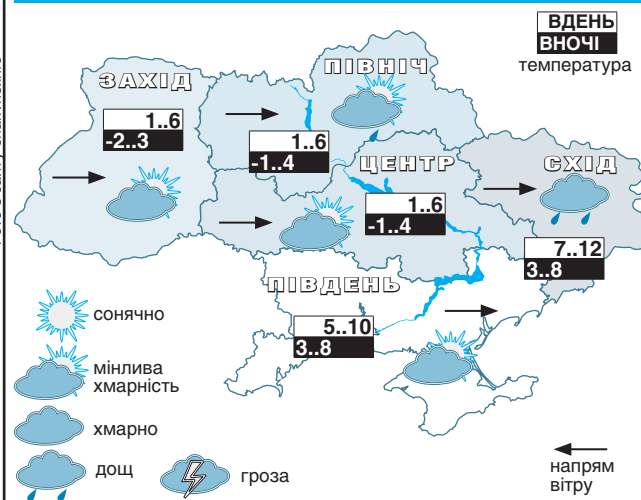 ВДЕНЬ
ВНОЧІ
температура
ПІВНІЧ
ЗАХІД
1..6
-2..3
1..6
-1..4
ЦЕНТР
СХІД
1..6
-1..4
7..12
3..8
ПІВДЕНЬ
5..10
3..8
сонячно
мінлива
хмарність
хмарно
дощ
гроза
напрям
вітру